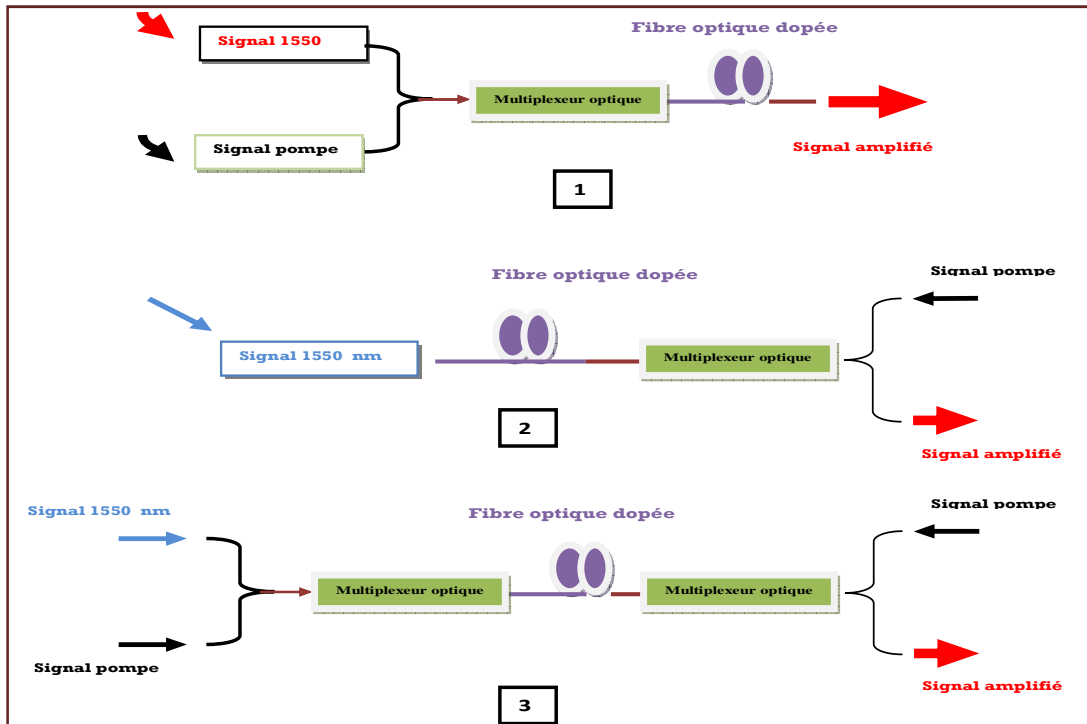 Fibre optique dopée
Signal 1550
Multiplexeur optique
Signal pompe
Signal amplifié
1
Signal pompe
Fibre optique dopée
Signal 1550 nm
Multiplexeur optique
2
Signal amplifié
Signal pompe
Signal 1550 nm
Fibre optique dopée
Multiplexeur optique
Multiplexeur optique
Signal pompe
Signal amplifié
3